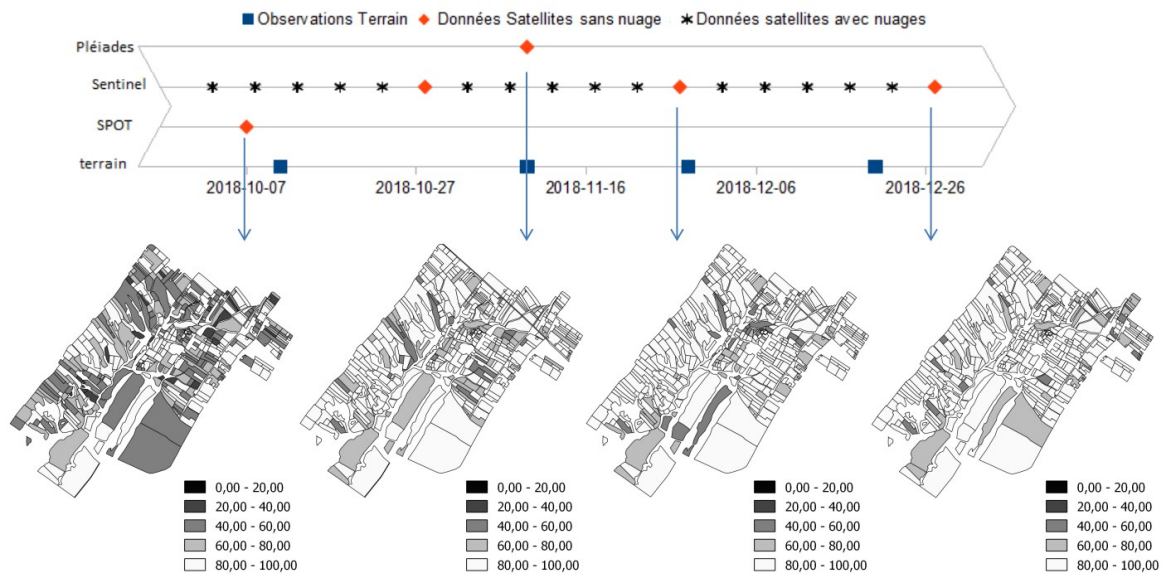 Observations Terrain Données Satellites sans nuage Données satellites avec nuages
Pléiades
Sentinel
SPOT
terrain
2018-10-07 2018-10-27 2018-11-16 2018-12-06 2018-12-26
0,00 - 20,00
20,00 - 40,00
40,00 - 60,00
60,00 - 80,00
80,00 - 100,00
0,00 - 20,00
20,00 - 40,00
40,00 - 60,00
60,00 - 80,00
80,00 - 100,00
0,00 - 20,00
20,00 - 40,00
40,00 - 60,00
60,00 - 80,00
80,00 - 100,00
0,00 - 20,00
20,00 - 40,00
40,00 - 60,00
60,00 - 80,00
80,00 - 100,00